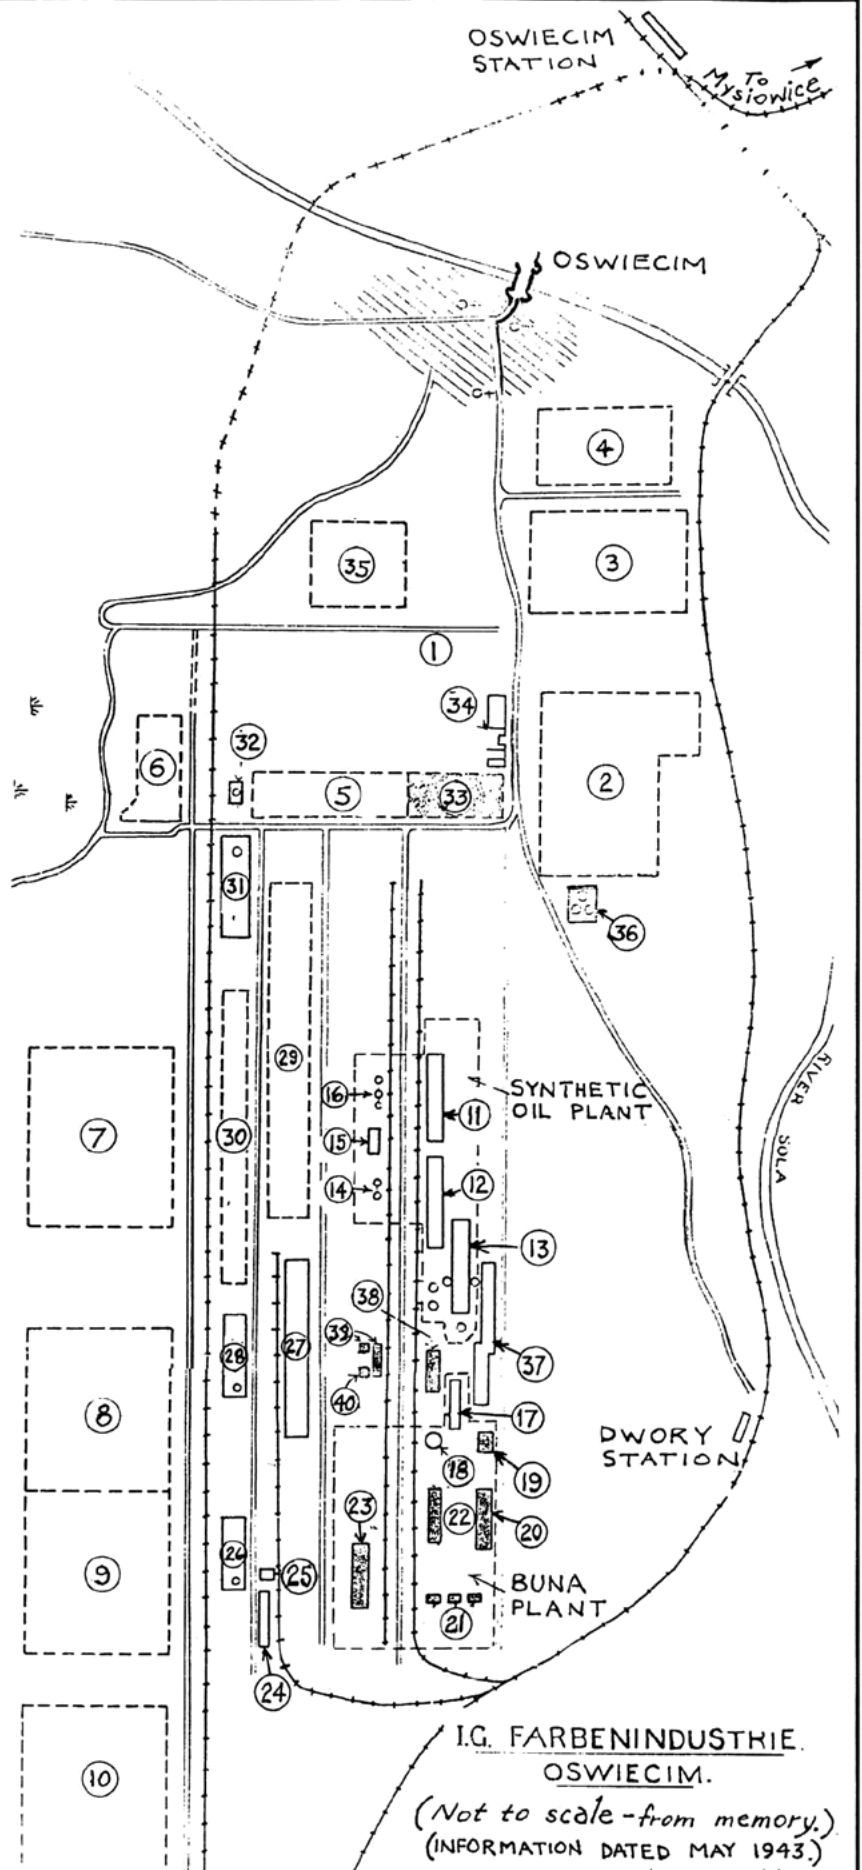 OSWIECIM
STATION
To
Mysłowice
OSWIECIM
4
3
35
1
34
32
6
5
33
2
31
36
29
16
SYNTHETIC
OIL PLANT
11
7
30
15
14
12
13
RIVER
SOLA
38
39
27
28
37
40
17
8
DWORY
STATION
18
19
23
22
20
26
25
9
BUNA
PLANT
21
24
I.G. FARBENINDUSTRIE.
OSWIECIM.
10
(Not to scale - from memory.)
(INFORMATION DATED MAY 1943.)